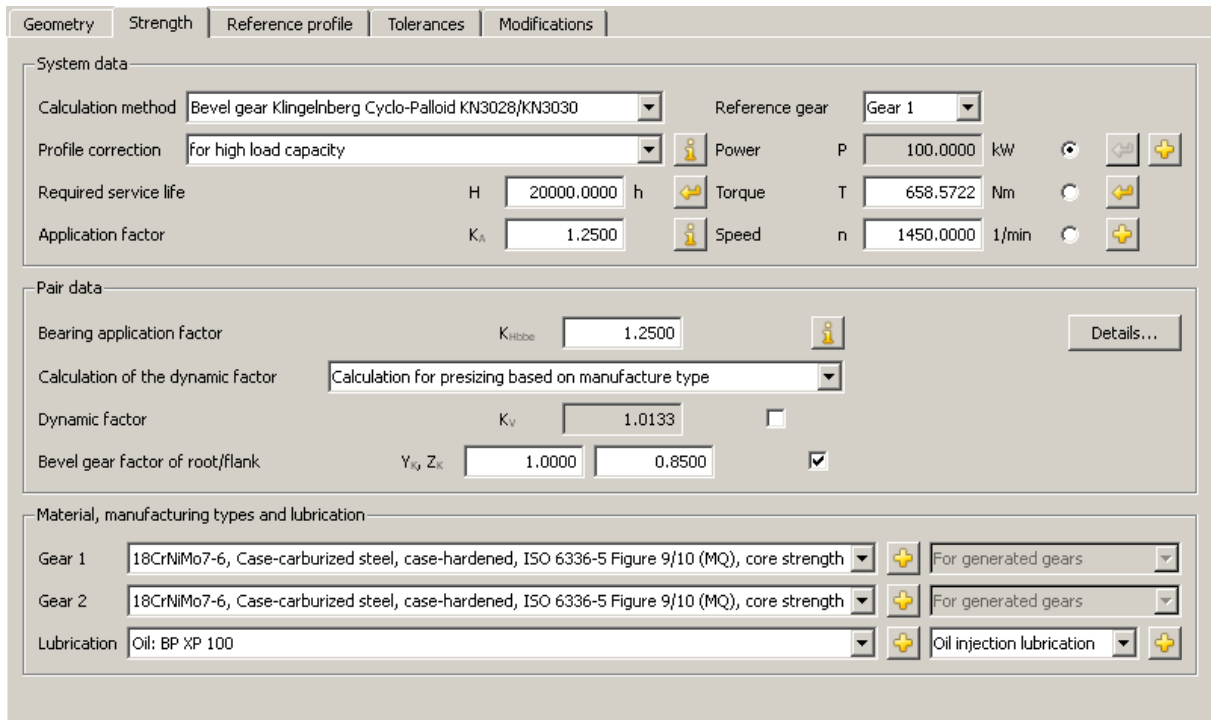 Geometry Strength Reference profile Tolerances Modifications
System data
Calculation method Bevel gear Klingelnberg Cyclo-Palloid KN3028/KN3030 Reference gear Gear 1
Profile correction for high load capacity Power P 100.0000 kW
Required service life H 20000.0000 h Torque T 658.5722 Nm
Application factor KA 1.2500 Speed n 1450.0000 1/min
Pair data
Bearing application factor KHbbe 1.2500 Details...
Calculation of the dynamic factor Calculation for presizing based on manufacture type
Dynamic factor KV 1.0133
Bevel gear factor of root/flank YK, ZK 1.0000 0.8500
Material, manufacturing types and lubrication
Gear 1 18CrNiMo7-6, Case-carburized steel, case-hardened, ISO 6336-5 Figure 9/10 (MQ), core strength For generated gears
Gear 2 18CrNiMo7-6, Case-carburized steel, case-hardened, ISO 6336-5 Figure 9/10 (MQ), core strength For generated gears
Lubrication Oil: BP XP 100 Oil injection lubrication